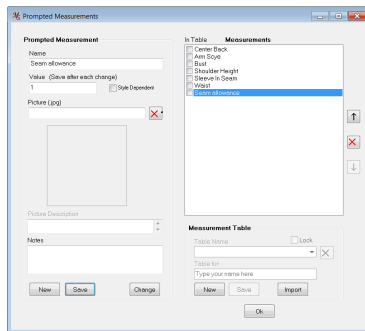 Prompted Measurements
Prompted Measurement
Name
Seam allowance
Value (Save after each change)
1
Style Dependent
Picture (.jpg)
Picture Description
Notes
New
Save
Change
In Table
Measurements
Center Back
Arm Scye
Bust
Shoulder Height
Sleeve In Seam
Waist
Seam allowance
Measurement Table
Table Name
Lock
Table for
Type your name here
New
Save
Import
Ok